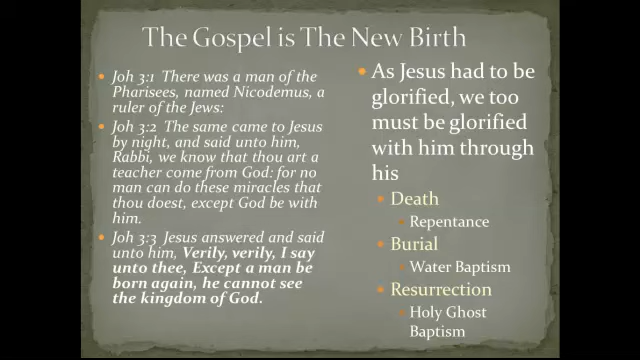 The Gospel is The New Birth
Joh 3:1 There was a man of the
Pharisees, named Nicodemus, a
ruler of the Jews:
Joh 3:2 The same came to Jesus
by night, and said unto him,
Rabbi, we know that thou art a
teacher come from God: for no
man can do these miracles that
thou doest, except God be with
him.
Joh 3:3 Jesus answered and said
unto him, Verily, verily, I say
unto thee, Except a man be
born again, he cannot see
the kingdom of God.
As Jesus had to be
glorified, we too
must be glorified
with him through
his
Death
Repentance
Burial
Water Baptism
Resurrection
Holy Ghost
Baptism